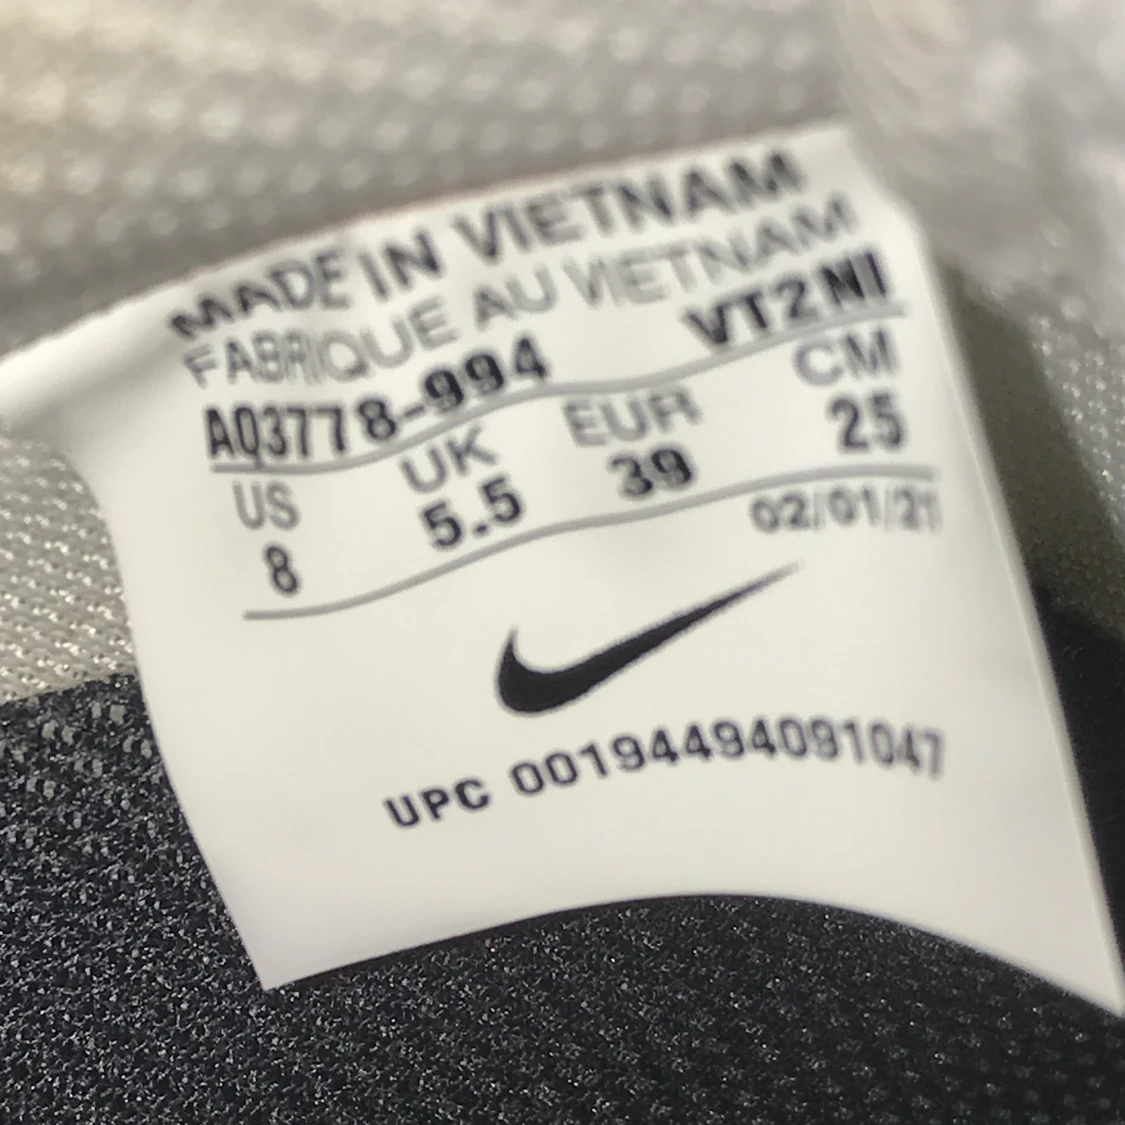 MADE IN VIETNAM
FABRIQUE AU VIETNAM
AQ3778-994 VT2NI
US UK EUR CM
8 5.5 39 25
02/01/21
UPC 00194494091047